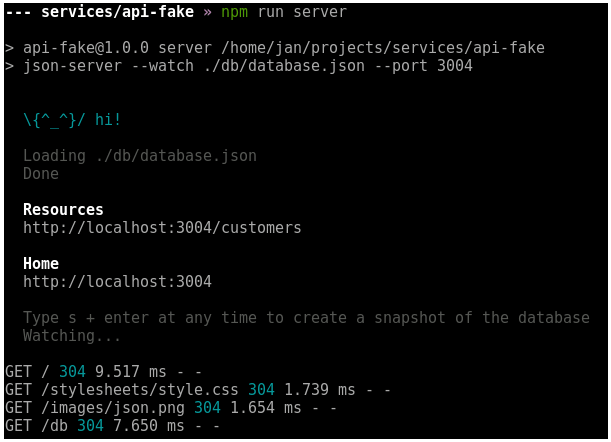 --- services/api-fake » npm run server
> api-fake@1.0.0 server /home/jan/projects/services/api-fake
> json-server --watch ./db/database.json --port 3004
\{^_^}/ hi!
Loading ./db/database.json
Done
Resources
http://localhost:3004/customers
Home
http://localhost:3004
Type s + enter at any time to create a snapshot of the database
Watching...
GET / 304 9.517 ms - -
GET /stylesheets/style.css 304 1.739 ms - -
GET /images/json.png 304 1.654 ms - -
GET /db 304 7.650 ms - -